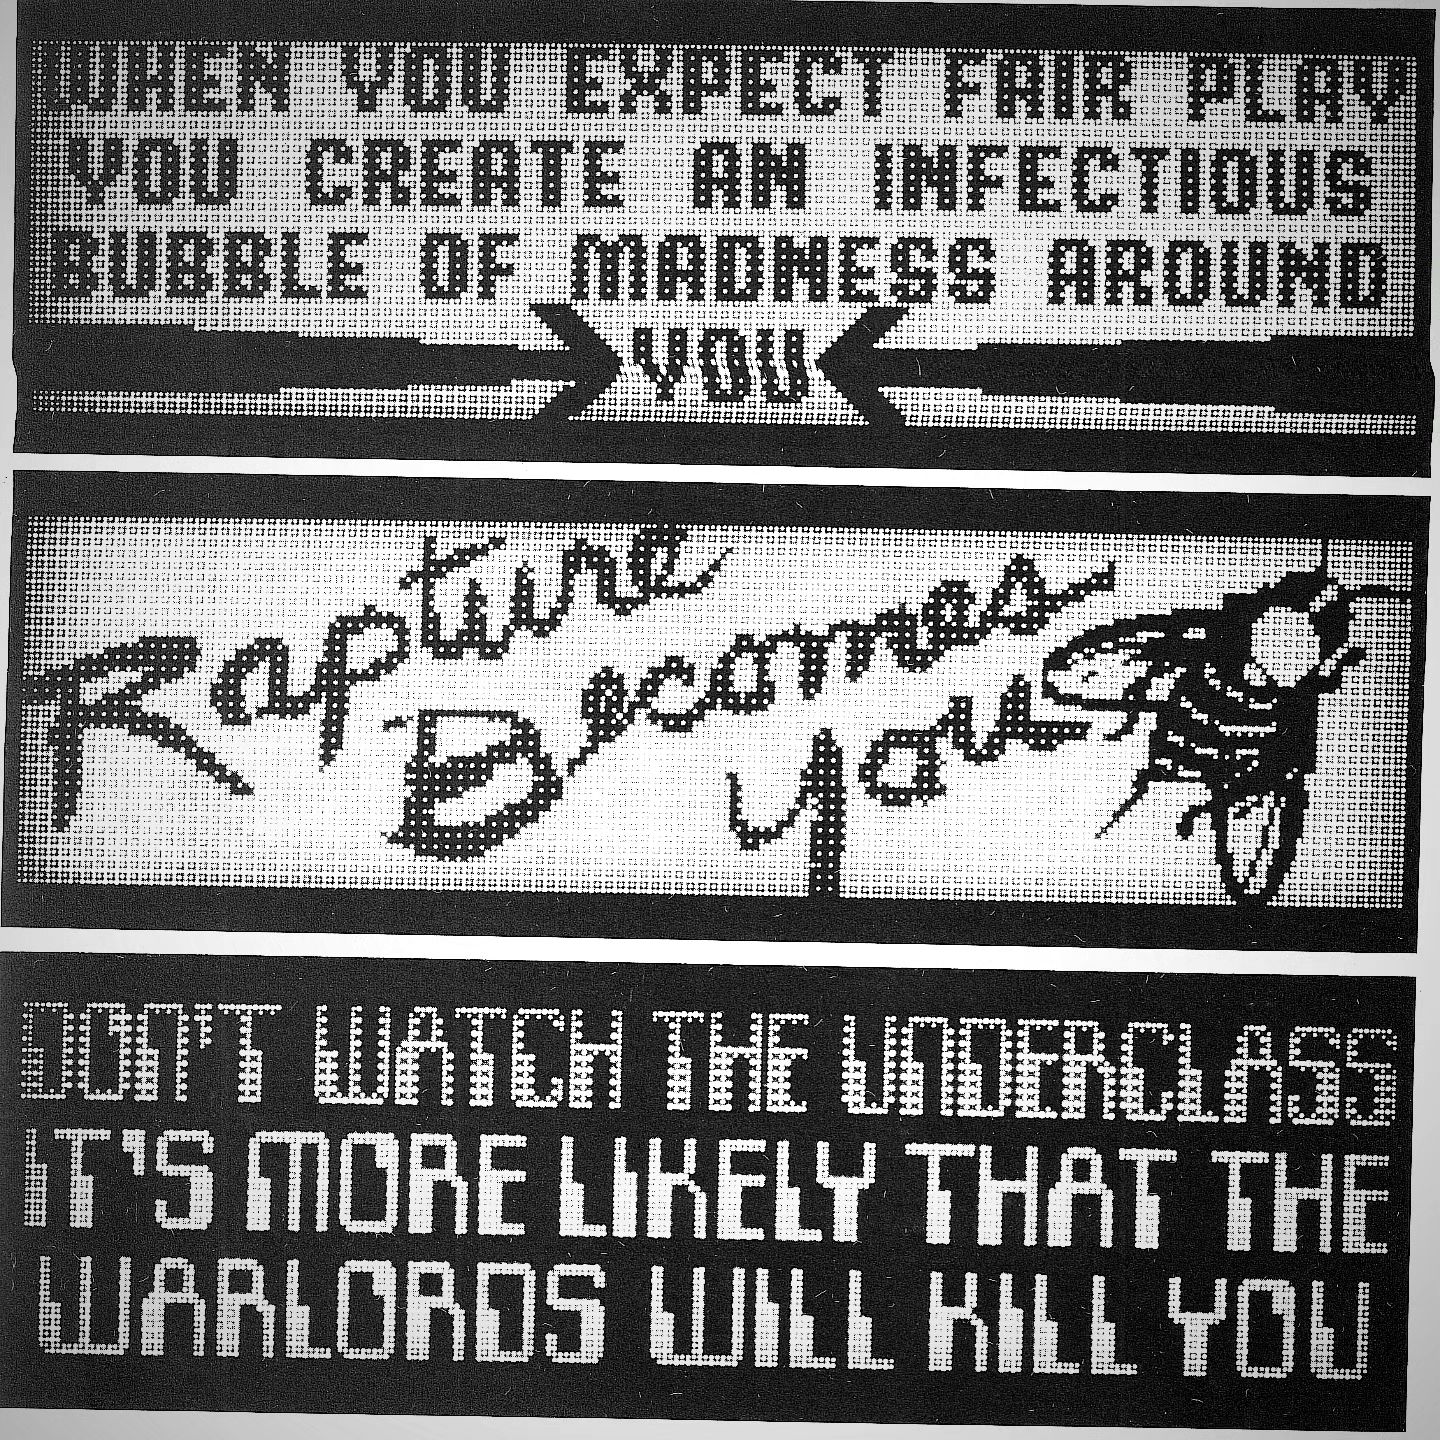 WHEN YOU EXPECT FAIR PLAY
YOU CREATE AN INFECTIOUS
BUBBLE OF MADNESS AROUND
YOU
Rapture
Becomes
you
DON'T WATCH THE UNDERCLASS
IT'S MORE LIKELY THAT THE
WARLORDS WILL KILL YOU